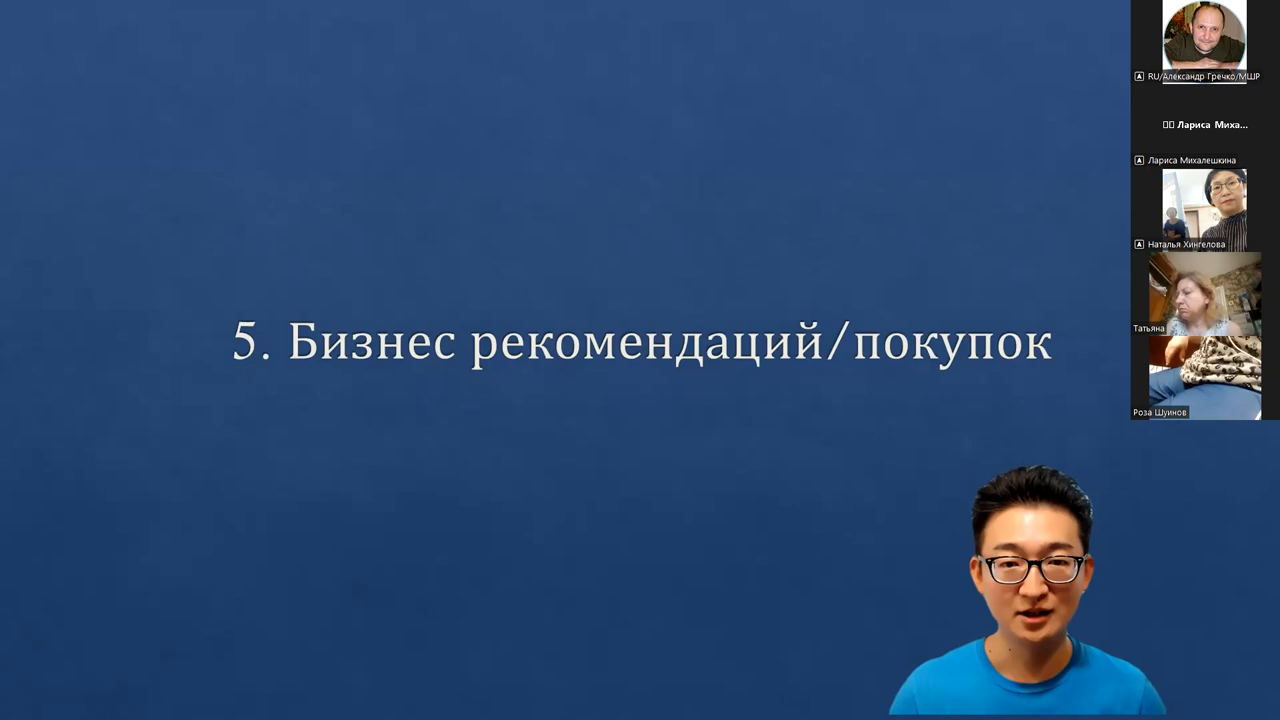 5. Бизнес рекомендаций/покупок
RU/Александр Гречко/МШР
Лариса Миха...
Лариса Михалешкина
Наталья Хингелова
Татьяна
Роза Шуинов